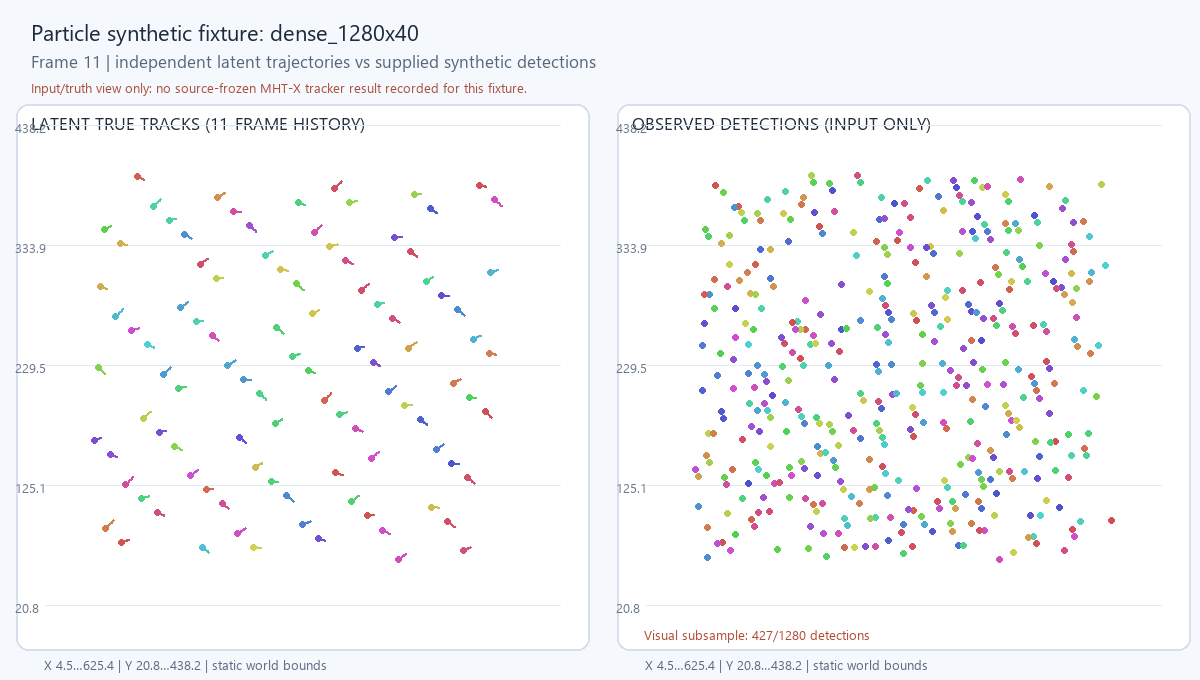 Particle synthetic fixture: dense_1280x40
Frame 11 | independent latent trajectories vs supplied synthetic detections
Input/truth view only: no source-frozen MHT-X tracker result recorded for this fixture.
LATENT TRUE TRACKS (11-FRAME HISTORY)
438.2
333.9
229.5
125.1
20.8
X 4.5...625.4 | Y 20.8...438.2 | static world bounds
OBSERVED DETECTIONS (INPUT ONLY)
438.2
333.9
229.5
125.1
20.8
Visual subsample: 427/1280 detections
X 4.5...625.4 | Y 20.8...438.2 | static world bounds